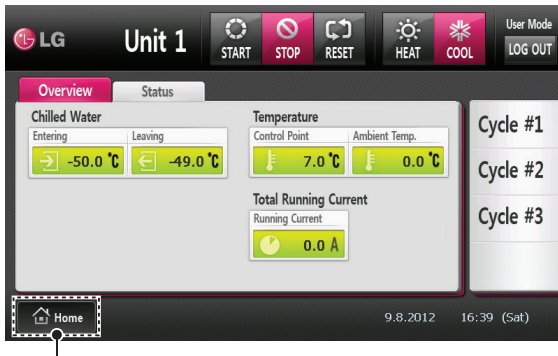 LG Unit 1 START STOP RESET HEAT COOL User Mode
LOG OUT
Overview Status
Chilled Water Temperature
Entering Leaving Control Point Ambient Temp.
-50.0 °C -49.0 °C 7.0 °C 0.0 °C
Total Running Current
Running Current
0.0 A
Cycle #1
Cycle #2
Cycle #3
Home 9.8.2012 16:39 (Sat)